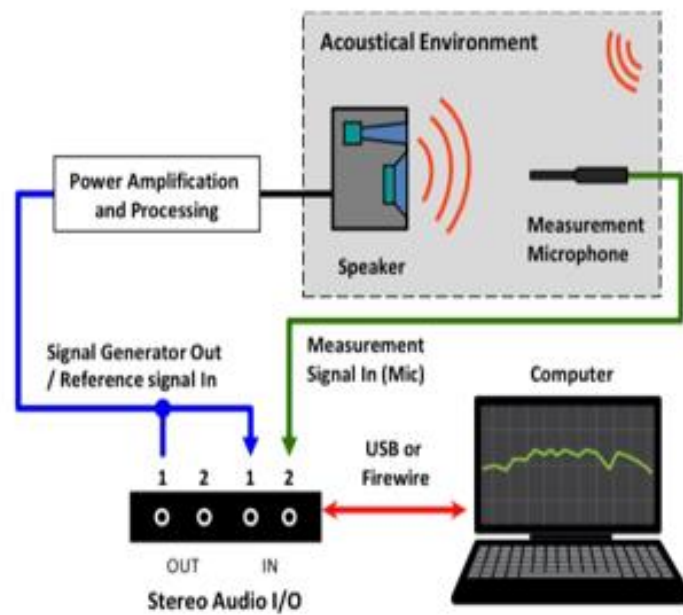 Acoustical Environment
Power Amplification
and Processing
Speaker
Measurement
Microphone
Signal Generator Out
/ Reference signal In
Measurement
Signal In (Mic)
Computer
USB or
Firewire
1 2 1 2
OUT IN
Stereo Audio I/O